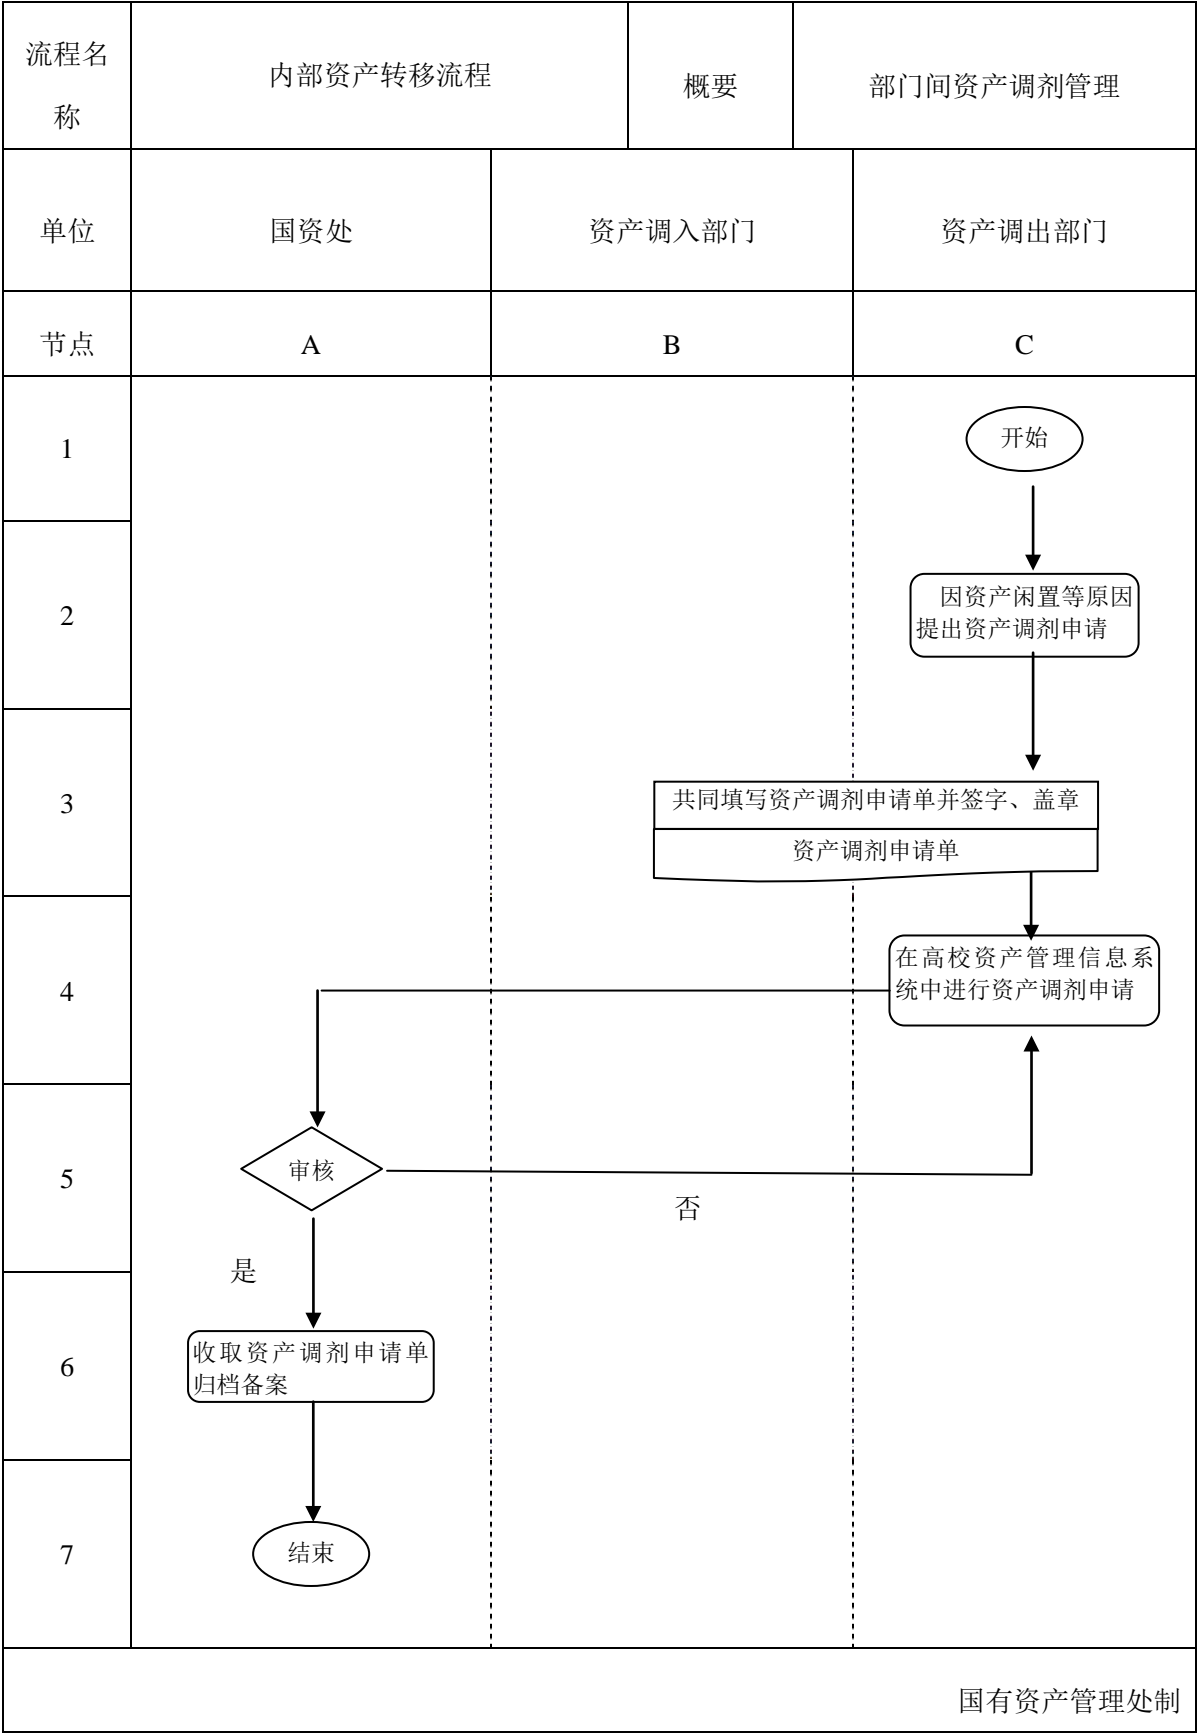 流程名
称
内部资产转移流程
概要
部门间资产调剂管理
单位
国资处
资产调入部门
资产调出部门
节点
A
B
C
1
开始
2
因资产闲置等原因
提出资产调剂申请
3
共同填写资产调剂申请单并签字、盖章
资产调剂申请单
4
在高校资产管理信息系
统中进行资产调剂申请
5
审核
否
是
6
收取资产调剂申请单
归档备案
7
结束
国有资产管理处制